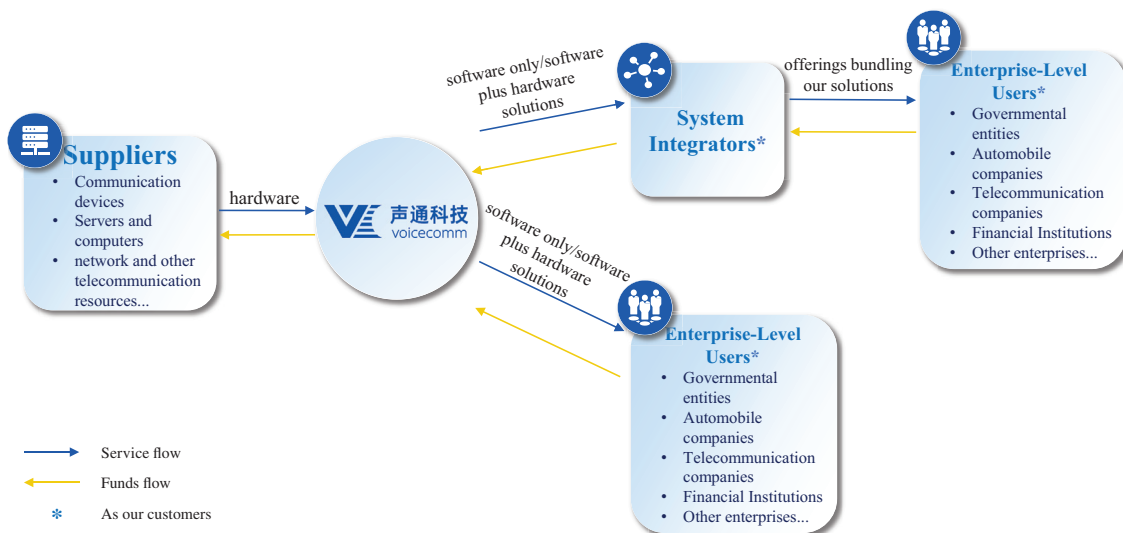 Suppliers
• Communication
devices
• Servers and
computers
• network and other
telecommunication
resources...
hardware
声通科技
voicecomm
software only/software
plus hardware
solutions
System
Integrators*
offerings bundling
our solutions
Enterprise-Level
Users*
• Governmental
entities
• Automobile
companies
• Telecommunication
companies
• Financial Institutions
• Other enterprises...
software only/software
plus hardware
solutions
Enterprise-Level
Users*
• Governmental
entities
• Automobile
companies
• Telecommunication
companies
• Financial Institutions
• Other enterprises...
Service flow
Funds flow
* As our customers